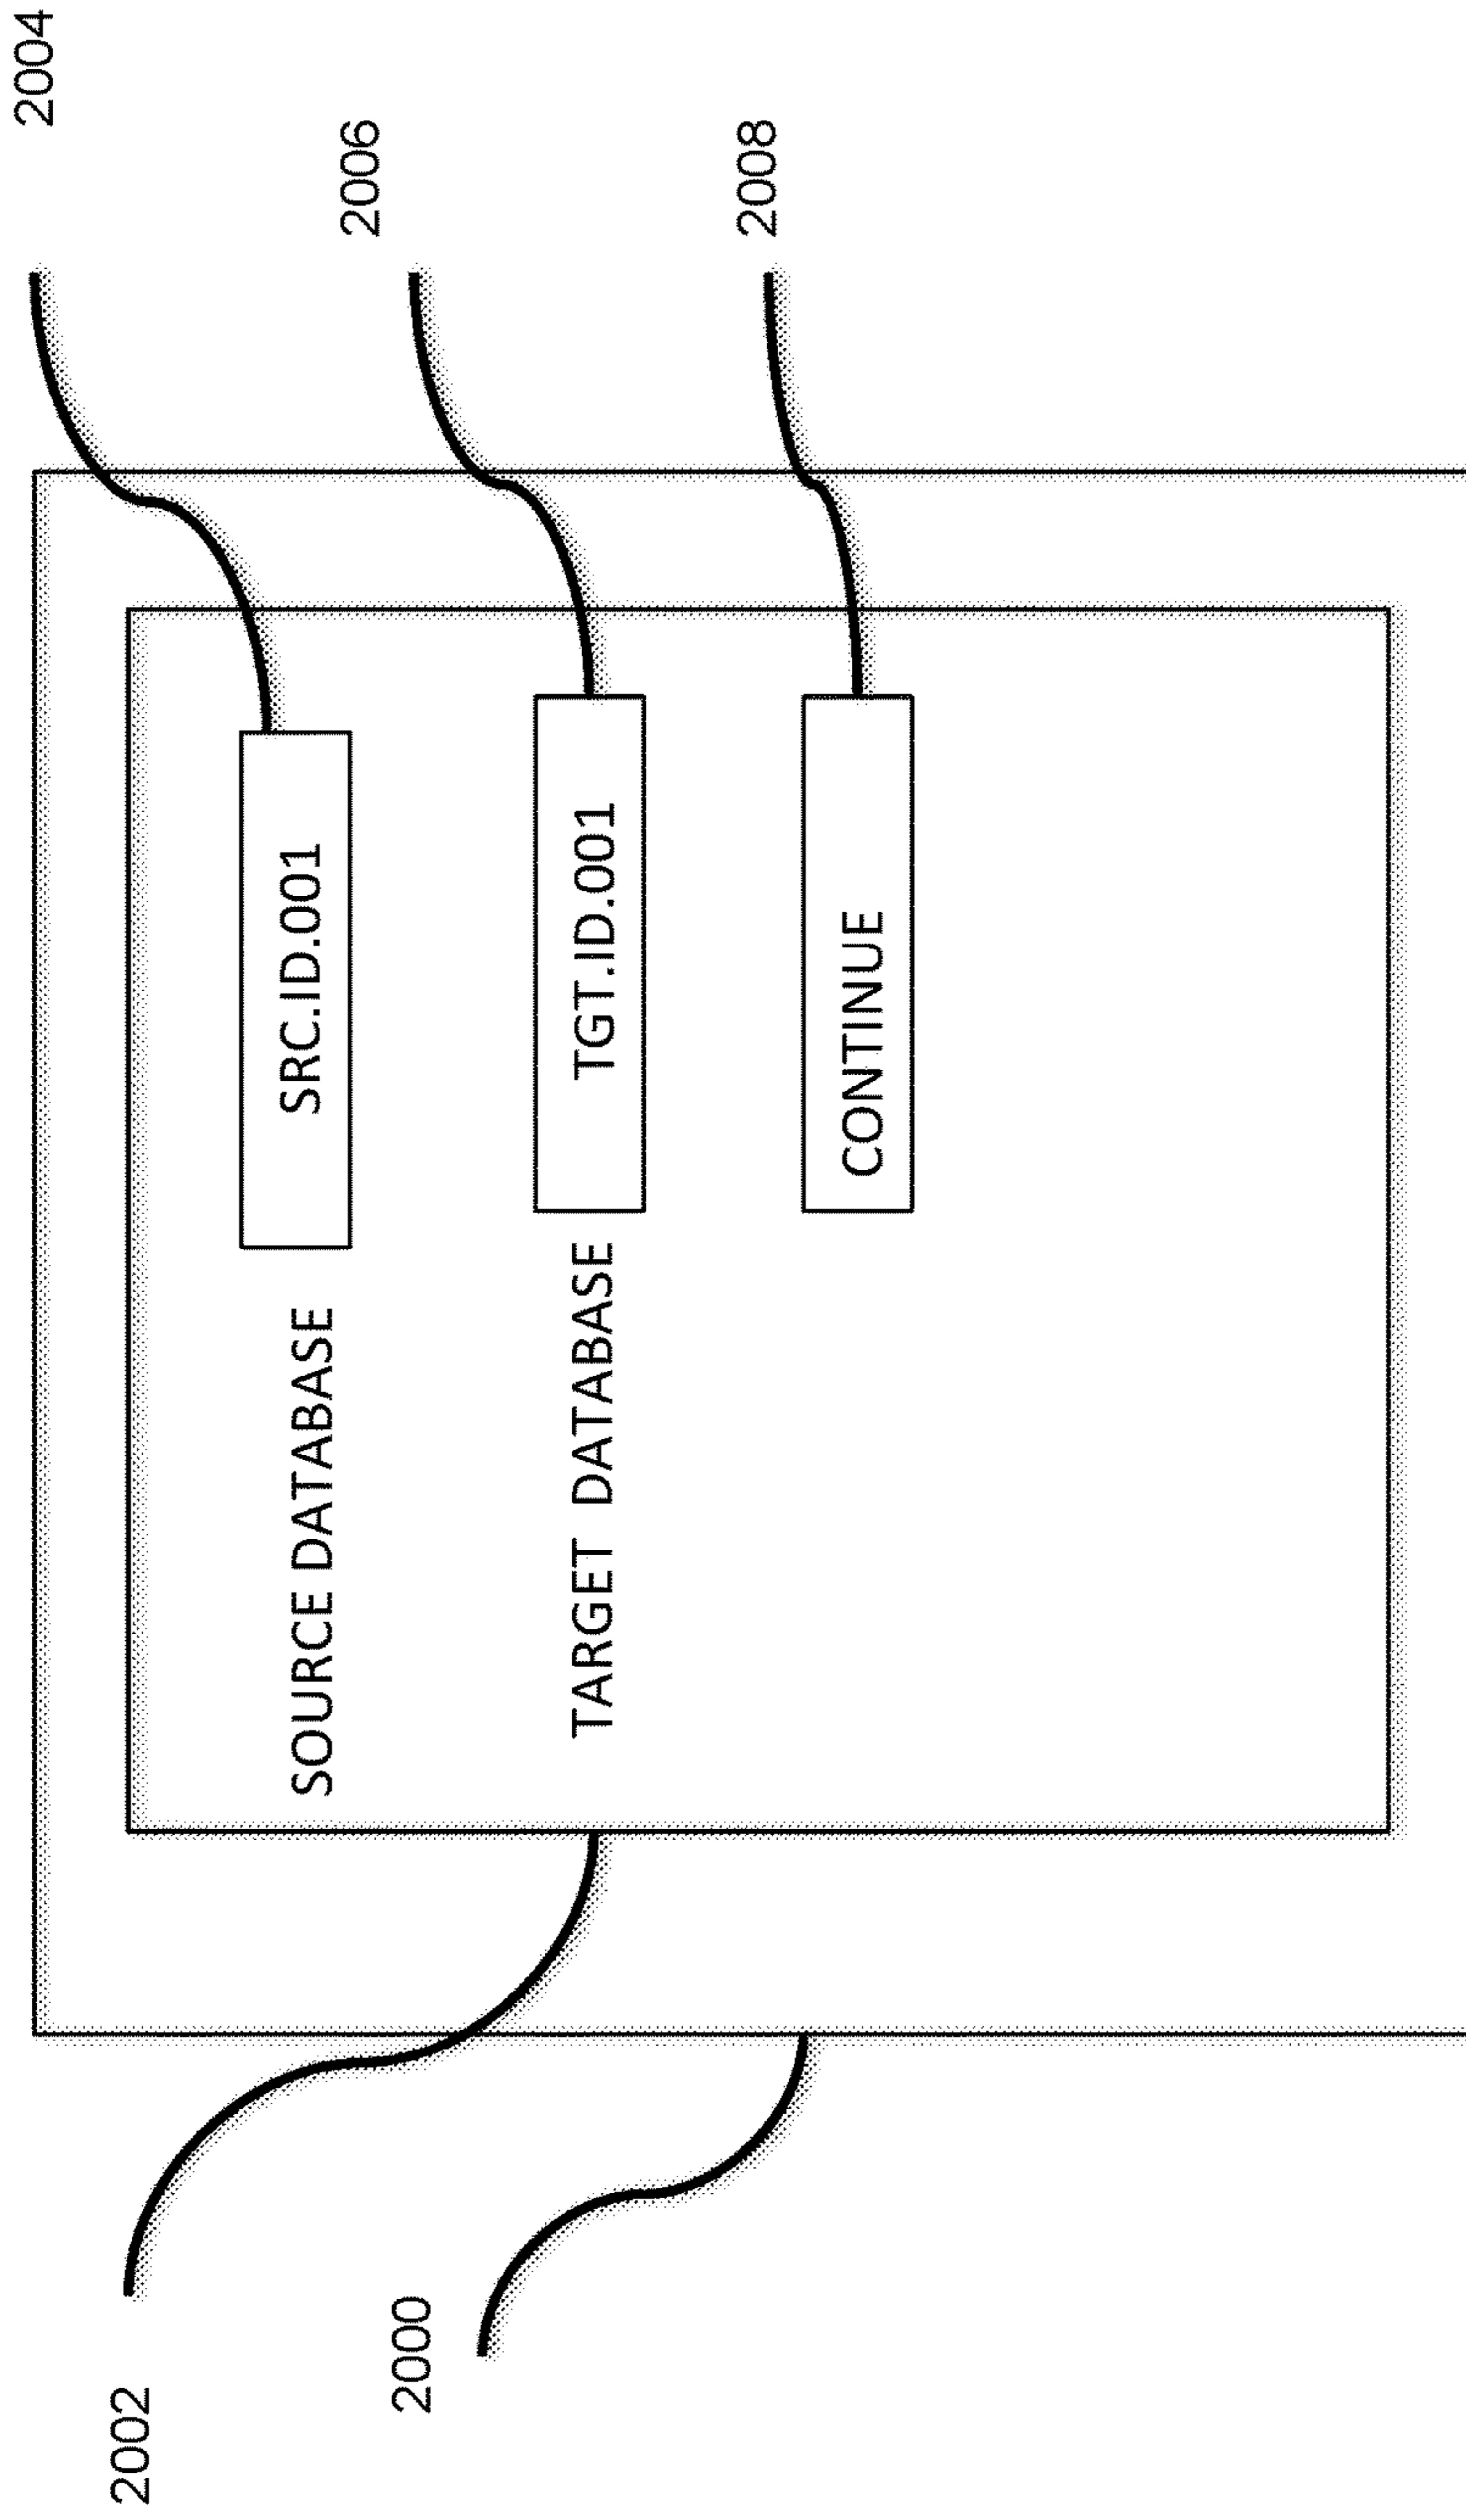 2004
2002
SOURCE DATABASE SRC.ID.001
2006
2000
TARGET DATABASE TGT.ID.001
2008
CONTINUE